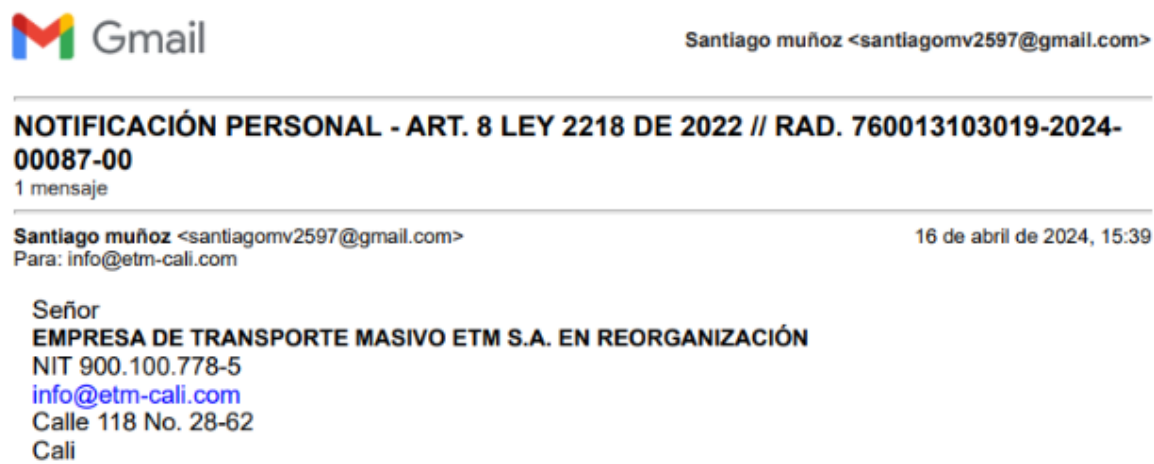 Gmail
Santiago muñoz <santiagomv2597@gmail.com>
NOTIFICACIÓN PERSONAL - ART. 8 LEY 2218 DE 2022 // RAD. 760013103019-2024-
00087-00
1 mensaje
Santiago muñoz <santiagomv2597@gmail.com>
16 de abril de 2024, 15:39
Para: info@etm-cali.com
Señor
EMPRESA DE TRANSPORTE MASIVO ETM S.A. EN REORGANIZACIÓN
NIT 900.100.778-5
info@etm-cali.com
Calle 118 No. 28-62
Cali